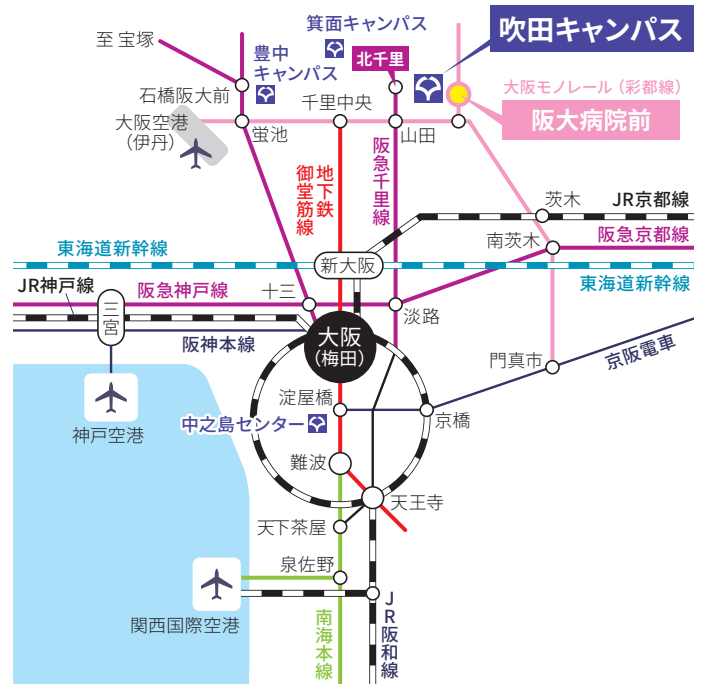 箕面キャンパス
吹田キャンパス
至 宝塚
豊中
キャンパス
北千里
石橋阪大前
千里中央
大阪モノレール（彩都線）
阪大病院前
大阪空港
（伊丹）
蛍池
山田
地下鉄
御堂筋線
阪急千里線
茨木
JR京都線
南茨木
阪急京都線
東海道新幹線
新大阪
東海道新幹線
JR神戸線
阪急神戸線
十三
三宮
淡路
阪神本線
大阪
（梅田）
門真市
京阪電車
神戸空港
淀屋橋
中之島センター
京橋
難波
天王寺
天下茶屋
泉佐野
関西国際空港
南海本線
JR阪和線